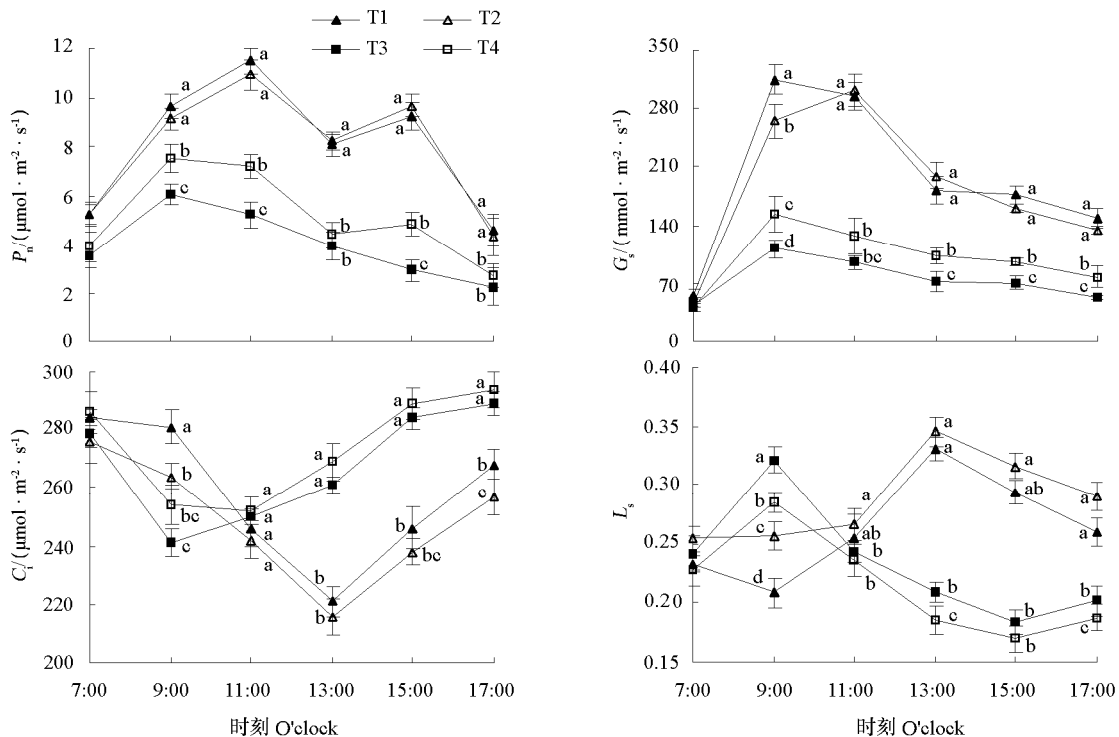 T1 T2
T3 T4
Pn/(μmol · m-2 · s-1)
12
10
8
6
4
2
0
a
a
a
a
a
a
a
a
a
a
b
b
b
b
b
c
c
b
c
b
Gs/(mmol · m-2 · s-1)
350
280
210
140
70
0
a
b
a
a
a
a
a
a
a
a
b
b
b
b
b
d
bc
c
c
c
Ci/(μmol · m-2 · s-1)
300
280
260
240
220
200
a
b
bc
c
a
a
a
a
a
b
b
a
a
b
bc
a
a
b
c
7:00 9:00 11:00 13:00 15:00 17:00
时刻 O'clock
Ls
0.40
0.35
0.30
0.25
0.20
0.15
a
b
c
d
a
ab
b
b
a
a
b
c
a
ab
b
b
a
a
b
c
7:00 9:00 11:00 13:00 15:00 17:00
时刻 O'clock